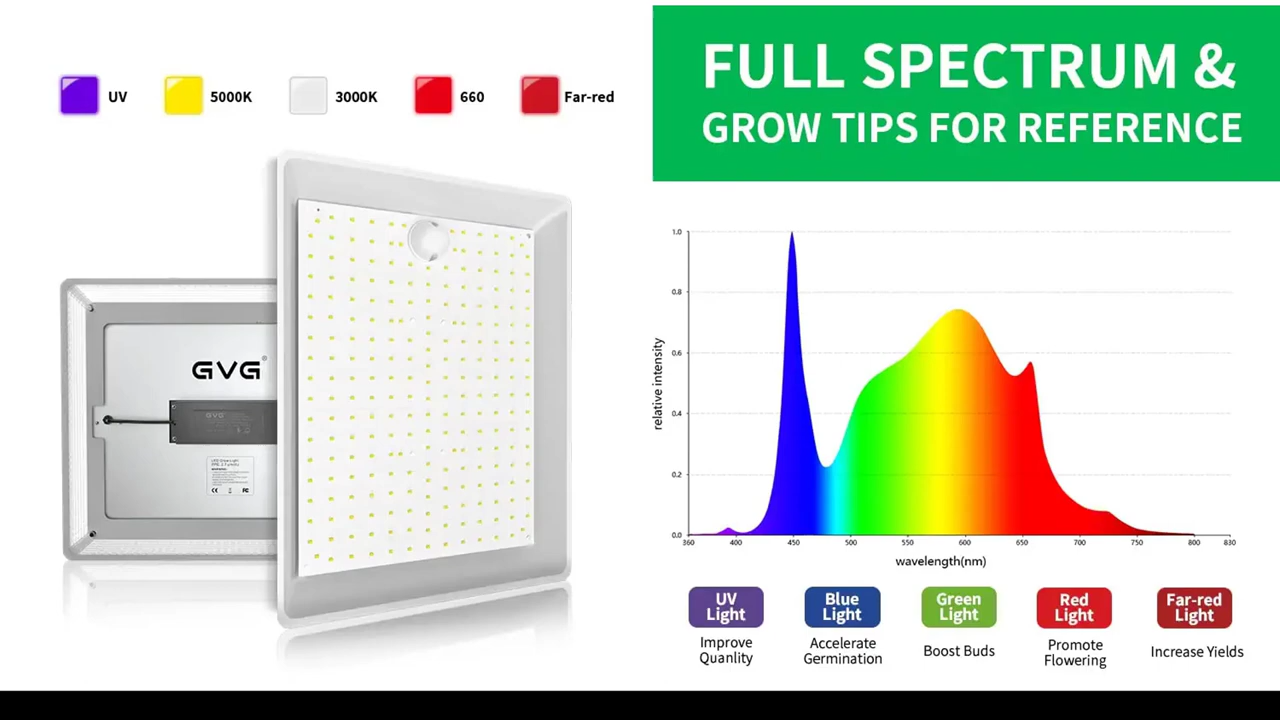 UV
5000K
3000K
660
Far-red
GVG®
GVG
FULL SPECTRUM &
GROW TIPS FOR REFERENCE
relative intensity
1.0
0.8
0.6
0.4
0.2
0.0
360 400 450 500 550 600 650 700 750 800 830
wavelength(nm)
UV
Light
Improve
Quanlity
Blue
Light
Accelerate
Germination
Green
Light
Boost Buds
Red
Light
Promote
Flowering
Far-red
Light
Increase Yields